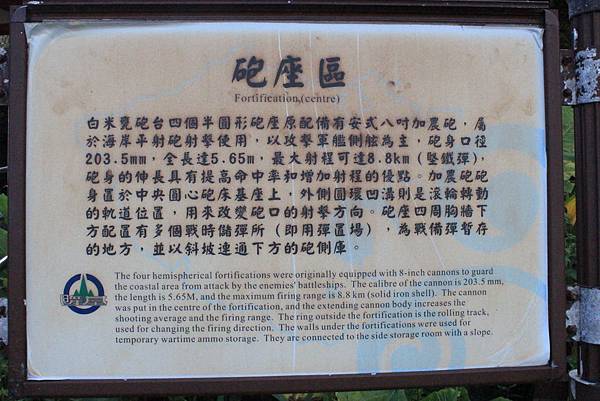 砲座區
Fortification (centre)
白米甕砲台四個半圓形砲座原配備有安式八吋加農砲，屬
於海岸平射砲射擊使用，以攻擊軍艦側舷為主，砲身口徑
203.5mm，全長達5.65m，最大射程可達8.8km（堅鐵彈），
砲身的伸長具有提高命中率和增加射程的優點。加農砲砲
身置於中央圓心砲床基座上，外側圓環凹溝則是滾輪轉動
的軌道位置，用來改變砲口的射擊方向。砲座四周胸牆下
方配置有多個戰時儲彈所（即用彈置場），為戰備彈暫存
的地方，並以斜坡連通下方的砲側庫。
The four hemispherical fortifications were originally equipped with 8-inch cannons to guard
the coastal area from attack by the enemies' battleships. The calibre of the cannon is 203.5 mm,
the length is 5.65M, and the maximum firing range is 8.8 km (solid iron shell). The cannon
was put in the centre of the fortification, and the extending cannon body increases the
shooting average and the firing range. The ring outside the fortification is the rolling track,
used for changing the firing direction. The walls under the fortifications were used for
temporary wartime ammo storage. They are connected to the side storage room with a slope.